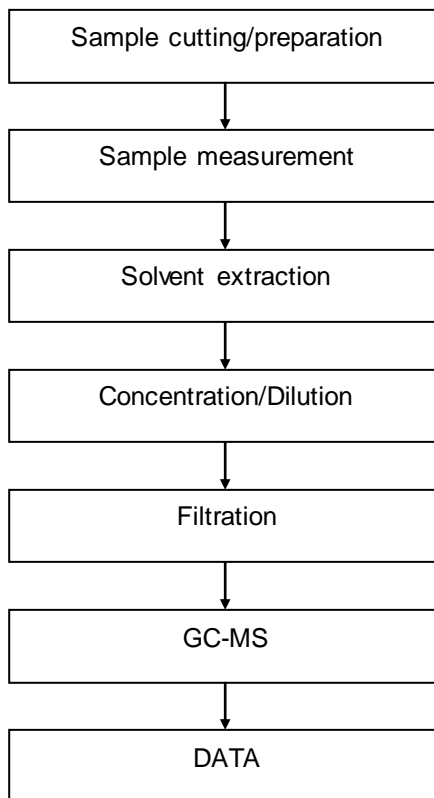 Sample cutting/preparation
Sample measurement
Solvent extraction
Concentration/Dilution
Filtration
GC-MS
DATA